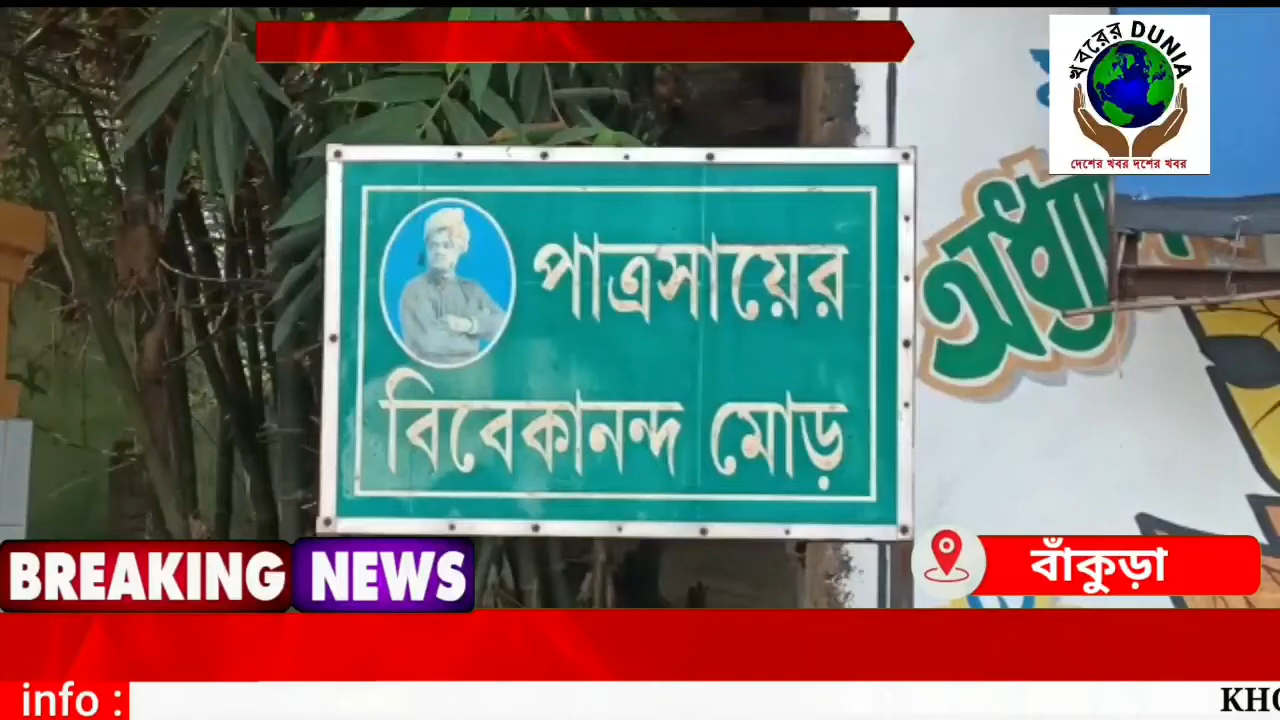 খবরের DUNIA
দেশের খবর দশের খবর
পাত্রসায়ের
বিবেকানন্দ মোড়
BREAKING NEWS
বাঁকুড়া
info :